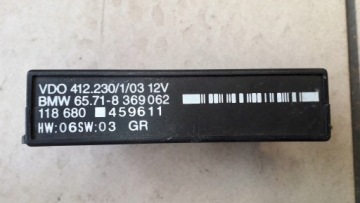 VDO 412.230/1/03 12V
BMW 65.71-8 369 062
118 680 459611
HW:06SW:03 GR